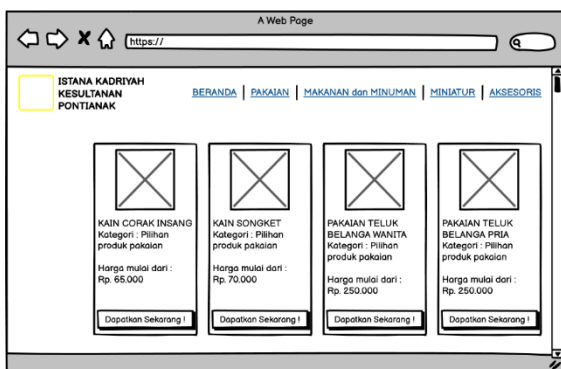 A Web Page
https://
ISTANA KADRIYAH
KESULTANAN
PONTIANAK
BERANDA | PAKAIAN | MAKANAN dan MINUMAN | MINIATUR | AKSESORIS
KAIN CORAK INSANG
Kategori : Pilihan
produk pakaian
Harga mulai dari :
Rp. 65.000
Dapatkan Sekarang !
KAIN SONGKET
Kategori : Pilihan
produk pakaian
Harga mulai dari :
Rp. 70.000
Dapatkan Sekarang !
PAKAIAN TELUK
BELANGA WANITA
Kategori : Pilihan
produk pakaian
Harga mulai dari :
Rp. 250.000
Dapatkan Sekarang !
PAKAIAN TELUK
BELANGA PRIA
Kategori : Pilihan
produk pakaian
Harga mulai dari :
Rp. 250.000
Dapatkan Sekarang !